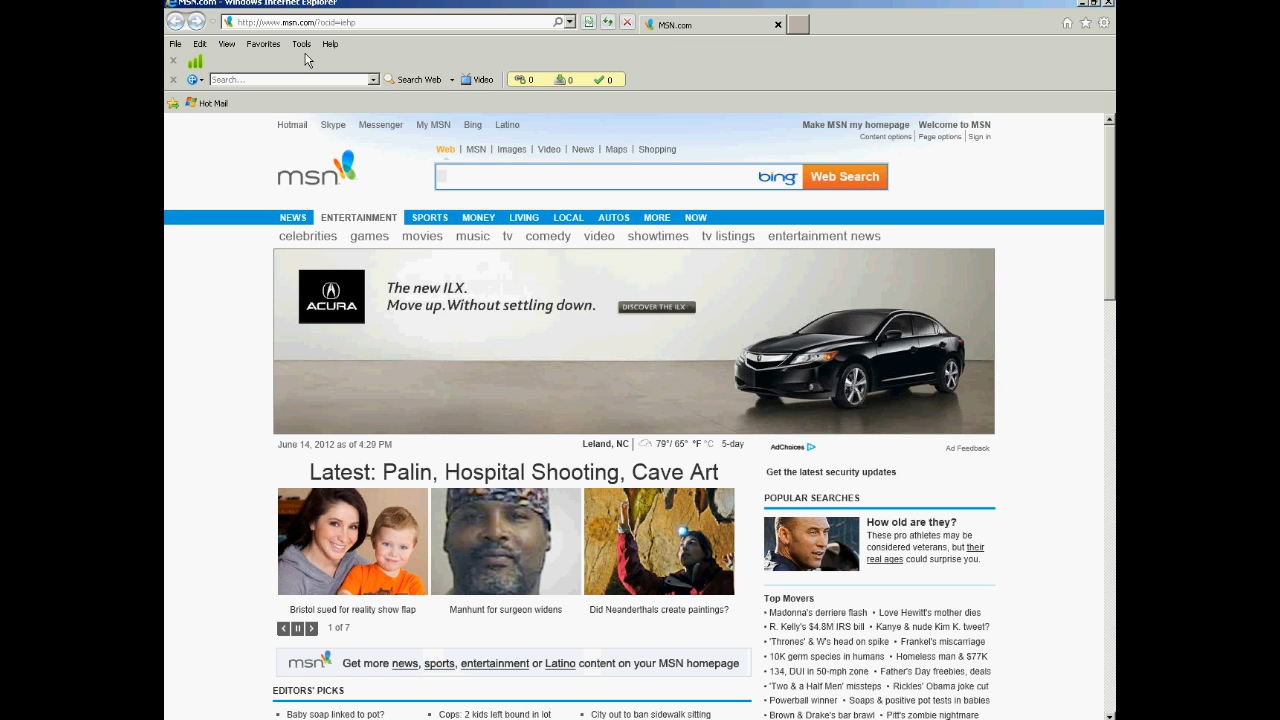 MSN.com - Windows Internet Explorer
http://www.msn.com/?ocid=iehp
MSN.com
File Edit View Favorites Tools Help
Search... Search Web Video 0 0 0
Hot Mail
Hotmail Skype Messenger My MSN Bing Latino
Make MSN my homepage Welcome to MSN
Content options Page options Sign in
Web | MSN | Images | Video | News | Maps | Shopping
msn
bing Web Search
NEWS ENTERTAINMENT SPORTS MONEY LIVING LOCAL AUTOS MORE NOW
celebrities games movies music tv comedy video showtimes tv listings entertainment news
ACURA
The new ILX.
Move up. Without settling down.
DISCOVER THE ILX
June 14, 2012 as of 4:29 PM
Leland, NC | 79°/ 65° °F °C 5-day
AdChoices
Ad Feedback
Latest: Palin, Hospital Shooting, Cave Art
Bristol sued for reality show flap
Manhunt for surgeon widens
Did Neanderthals create paintings?
1 of 7
msn Get more news, sports, entertainment or Latino content on your MSN homepage
EDITORS' PICKS
• Baby soap linked to pot? • Cops: 2 kids left bound in lot • City out to ban sidewalk sitting
Get the latest security updates
POPULAR SEARCHES
How old are they?
These pro athletes may be
considered veterans, but their
real ages could surprise you.
Top Movers
• Madonna's derriere flash • Love Hewitt's mother dies
• R. Kelly's $4.8M IRS bill • Kanye & nude Kim K. tweet?
• 'Thrones' & W's head on spike • Frankel's miscarriage
• 10K germ species in humans • Homeless man & $77K
• 134, DUI in 50-mph zone • Father's Day freebies, deals
• 'Two & a Half Men' missteps • Rickles' Obama joke cut
• Powerball winner • Soaps & positive pot tests in babies
• Brown & Drake's bar brawl • Pitt's zombie nightmare